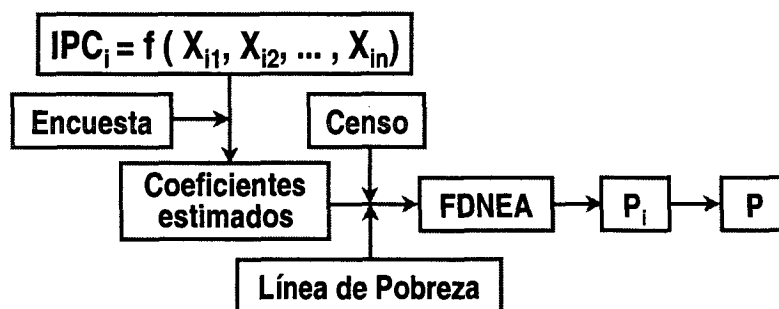 IPCi = f ( Xi1, Xi2, ... , Xin)
Encuesta
Censo
Coeficientes
estimados
FDNEA
Pi
P
Línea de Pobreza